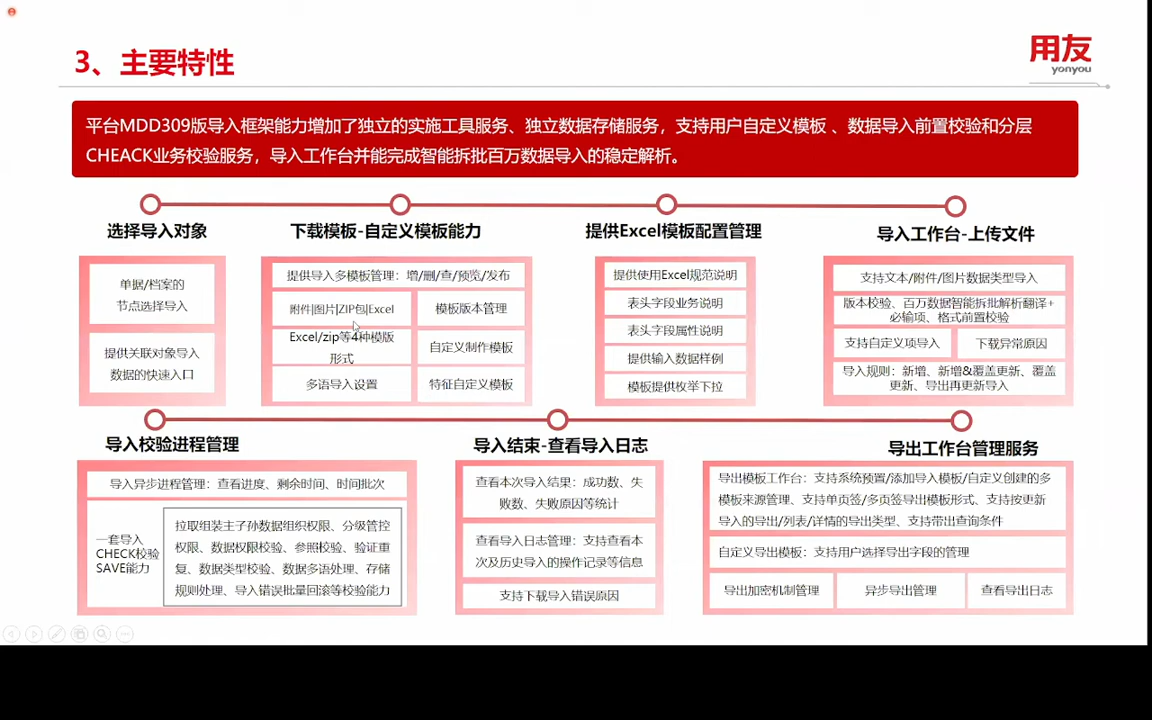 3、主要特性
用友
yonyou
平台MDD309版导入框架能力增加了独立的实施工具服务、独立数据存储服务，支持用户自定义模板 、数据导入前置校验和分层
CHEACK业务校验服务，导入工作台并能完成智能拆批百万数据导入的稳定解析。
选择导入对象
单据/档案的
节点选择导入
提供关联对象导入
数据的快速入口
下载模板-自定义模板能力
提供导入多模板管理：增/删/查/预览/发布
附件|图片|ZIP包|Excel
模板版本管理
Excel/zip等4种模版
形式
自定义制作模板
多语导入设置
特征自定义模板
提供Excel模板配置管理
提供使用Excel规范说明
表头字段业务说明
表头字段属性说明
提供输入数据样例
模板提供枚举下拉
导入工作台-上传文件
支持文本/附件/图片数据类型导入
版本校验、百万数据智能拆批解析翻译+
必输项、格式前置校验
支持自定义项导入
下载异常原因
导入规则：新增、新增&覆盖更新、覆盖
更新、导出再更新导入
导入校验进程管理
导入异步进程管理：查看进度、剩余时间、时间批次
一套导入
CHECK校验
SAVE能力
拉取组装主子孙数据组织权限、分级管控
权限、数据权限校验、参照校验、验证重
复、数据类型校验、数据多语处理、存储
规则处理、导入错误批量回滚等校验能力
导入结束-查看导入日志
查看本次导入结果：成功数、失
败数、失败原因等统计
查看导入日志管理：支持查看本
次及历史导入的操作记录等信息
支持下载导入错误原因
导出工作台管理服务
导出模板工作台：支持系统预置/添加导入模板/自定义创建的多
模板来源管理、支持单页签/多页签导出模板形式、支持按更新
导入的导出/列表/详情的导出类型、支持带出查询条件
自定义导出模板：支持用户选择导出字段的管理
导出加密机制管理
异步导出管理
查看导出日志